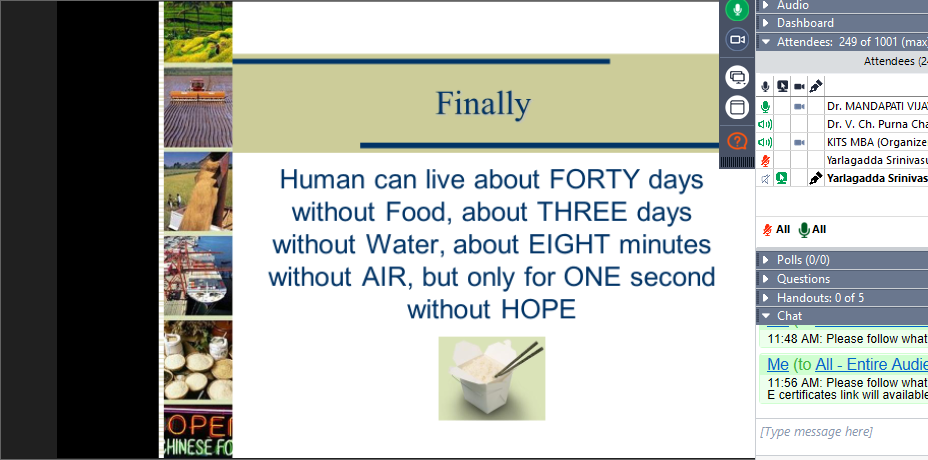 Finally
Human can live about FORTY days
without Food, about THREE days
without Water, about EIGHT minutes
without AIR, but only for ONE second
without HOPE
OPE
CHINESE FO
Audio
Dashboard
Attendees: 249 of 1001 (max
Attendees (24
Dr. MANDAPATI VIJA
Dr. V. Ch. Purna Cha
KITS MBA (Organize
Yarlagadda Srinivasu
Yarlagadda Srinivas
All All
Polls (0/0)
Questions
Handouts: 0 of 5
Chat
11:48 AM: Please follow what
Me (to All - Entire Audie
11:56 AM: Please follow what
E certificates link will available
[Type message here]